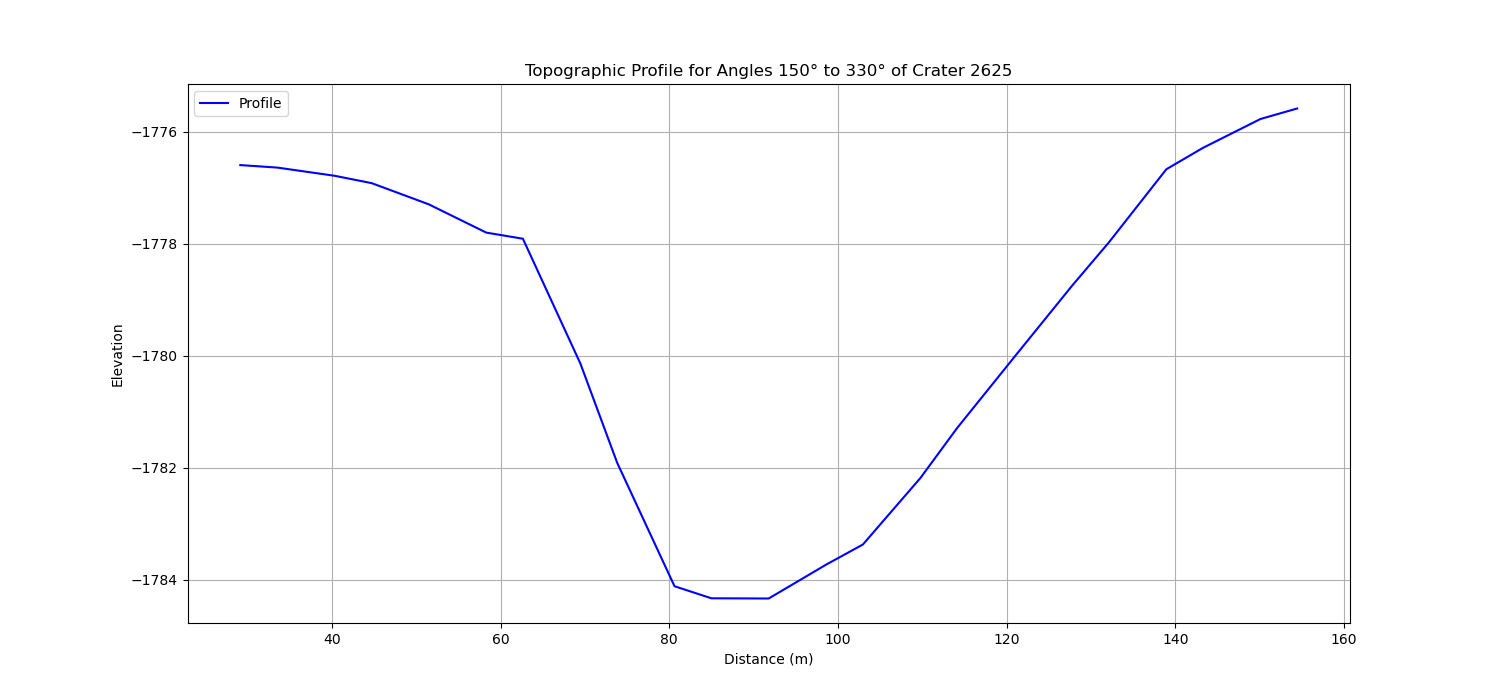 Topographic Profile for Angles 150° to 330° of Crater 2625
Profile
−1776
−1778
−1780
−1782
−1784
Elevation
40 60 80 100 120 140 160
Distance (m)